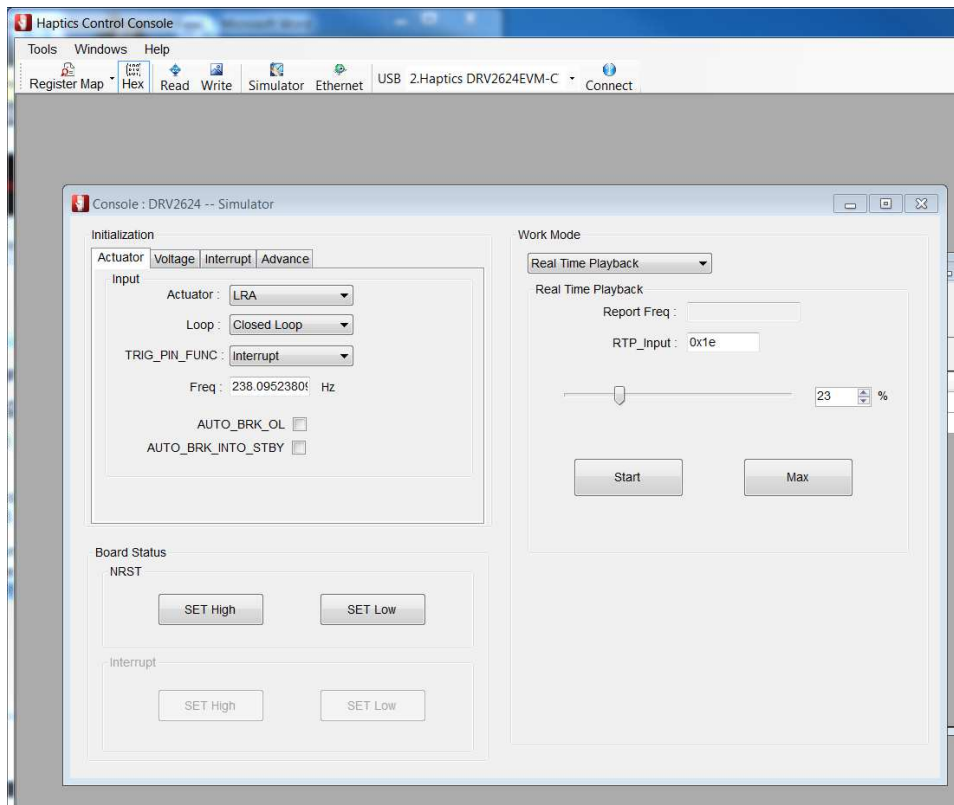 Haptics Control Console
Tools Windows Help
Register Map Hex Read Write Simulator Ethernet USB 2.Haptics DRV2624EVM-C Connect
Console : DRV2624 -- Simulator
Initialization
Actuator Voltage Interrupt Advance
Input
Actuator : LRA
Loop : Closed Loop
TRIG_PIN_FUNC : Interrupt
Freq : 238.09523809 Hz
AUTO_BRK_OL
AUTO_BRK_INTO_STBY
Board Status
NRST
SET High SET Low
Interrupt
SET High SET Low
Work Mode
Real Time Playback
Real Time Playback
Report Freq :
RTP_Input : 0x1e
23 %
Start Max